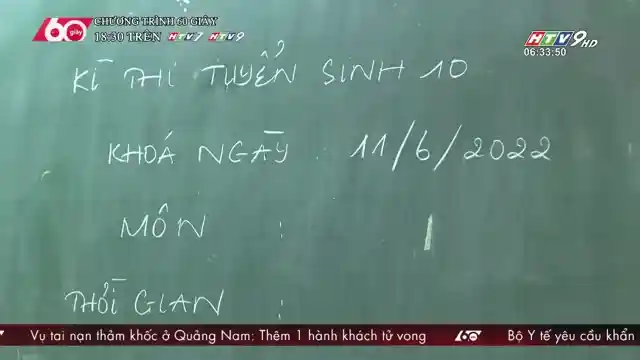 60 giây
CHƯƠNG TRÌNH 60 GIÂY
18:30 TRÊN HTV7 HTV9
HTV9 HD
06:33:50
KÌ THI TUYỂN SINH 10
KHOÁ NGÀY : 11/6/2022
MÔN :
THỜI GIAN :
Vụ tai nạn thảm khốc ở Quảng Nam: Thêm 1 hành khách tử vong
60
Bộ Y tế yêu cầu khẩn